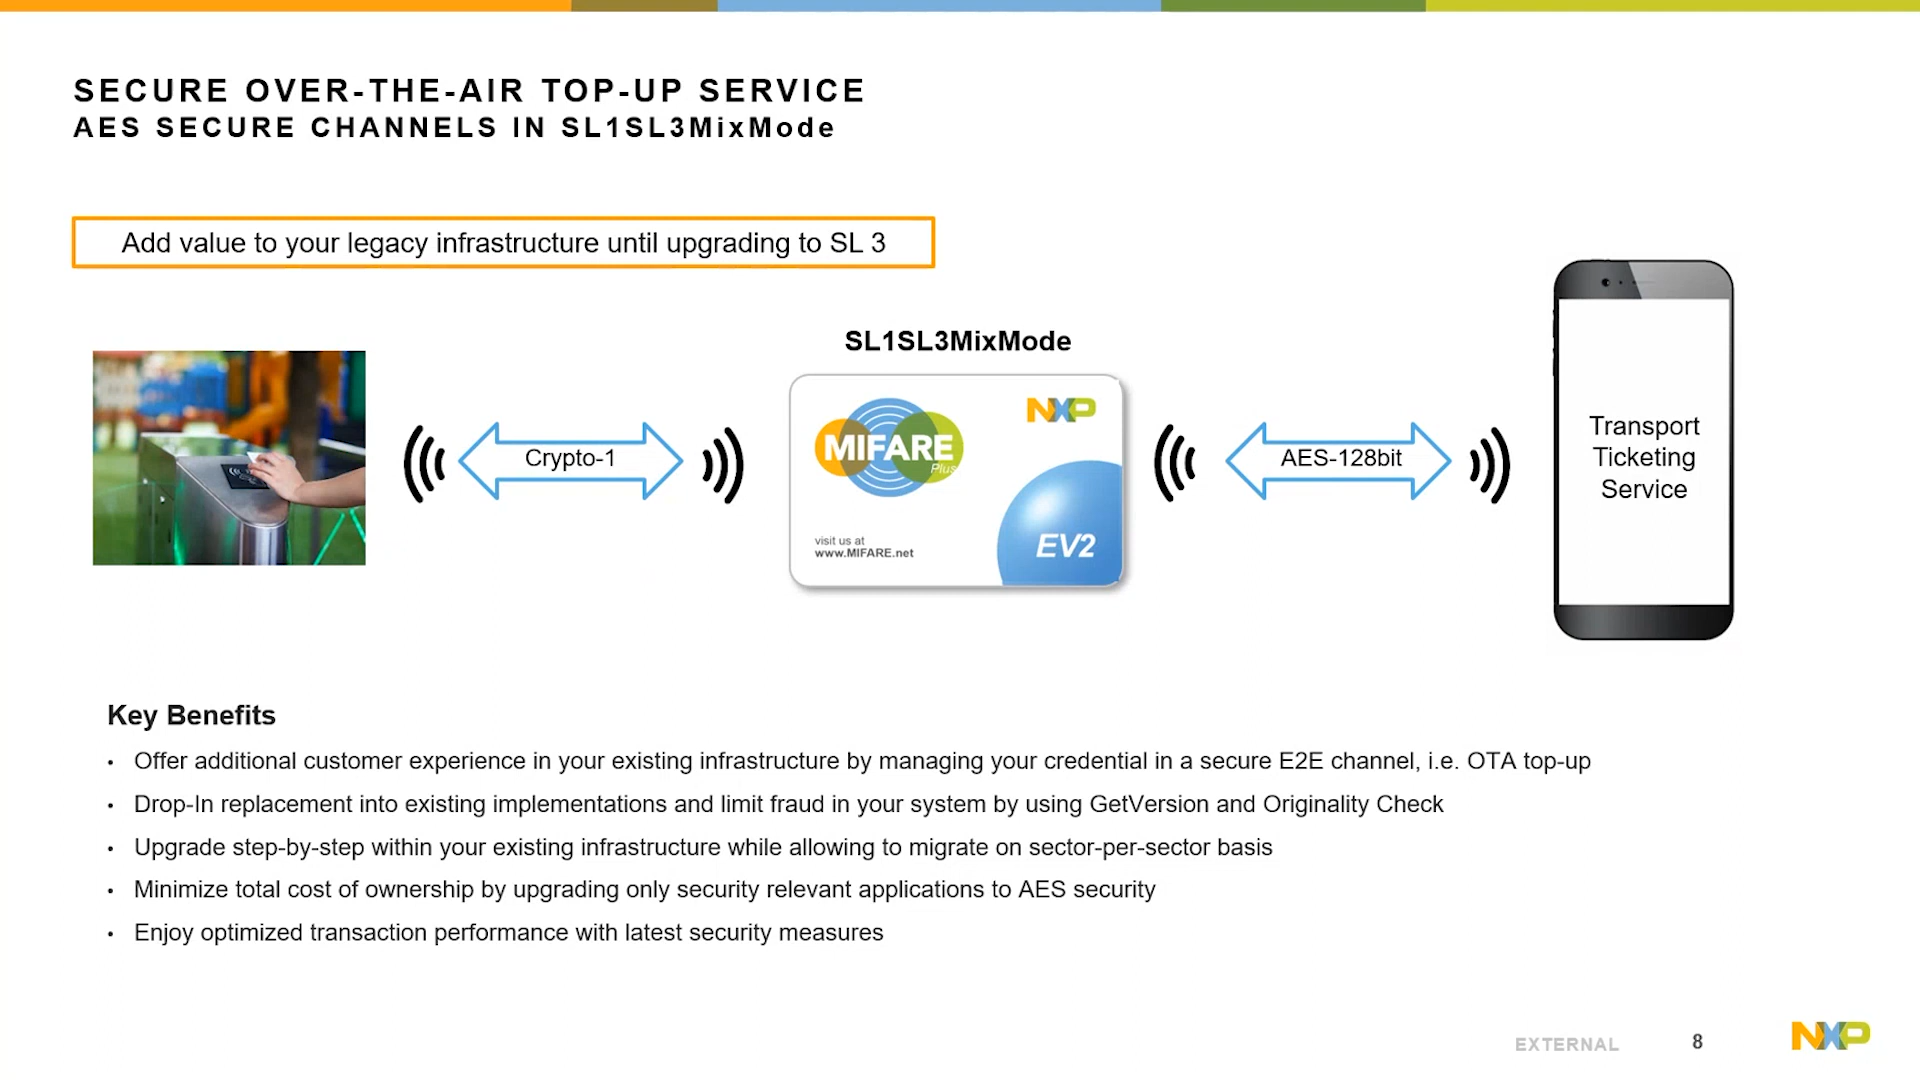 SECURE OVER-THE-AIR TOP-UP SERVICE
AES SECURE CHANNELS IN SL1SL3MixMode
Add value to your legacy infrastructure until upgrading to SL 3
SL1SL3MixMode
Crypto-1
MIFARE
Plus
NXP
visit us at
www.MIFARE.net
EV2
AES-128bit
Transport
Ticketing
Service
Key Benefits
• Offer additional customer experience in your existing infrastructure by managing your credential in a secure E2E channel, i.e. OTA top-up
• Drop-In replacement into existing implementations and limit fraud in your system by using GetVersion and Originality Check
• Upgrade step-by-step within your existing infrastructure while allowing to migrate on sector-per-sector basis
• Minimize total cost of ownership by upgrading only security relevant applications to AES security
• Enjoy optimized transaction performance with latest security measures
EXTERNAL
8
NXP